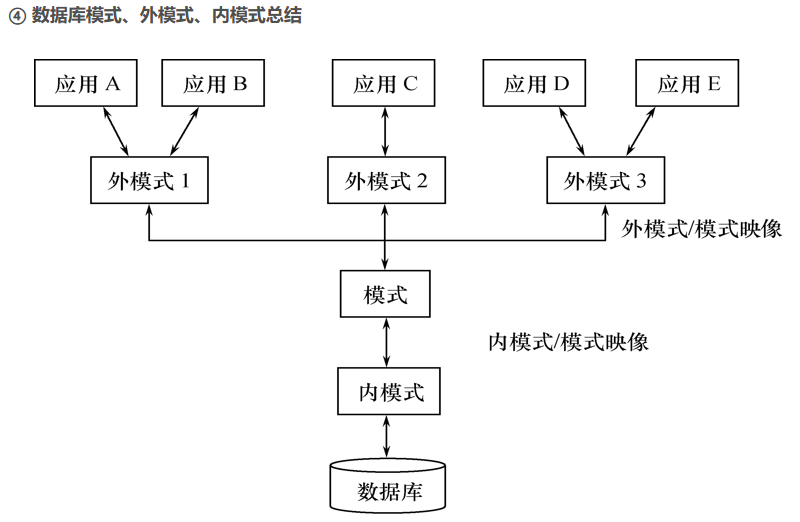 ④ 数据库模式、外模式、内模式总结
应用 A
应用 B
应用 C
应用 D
应用 E
外模式 1
外模式 2
外模式 3
外模式/模式映像
模式
内模式/模式映像
内模式
数据库